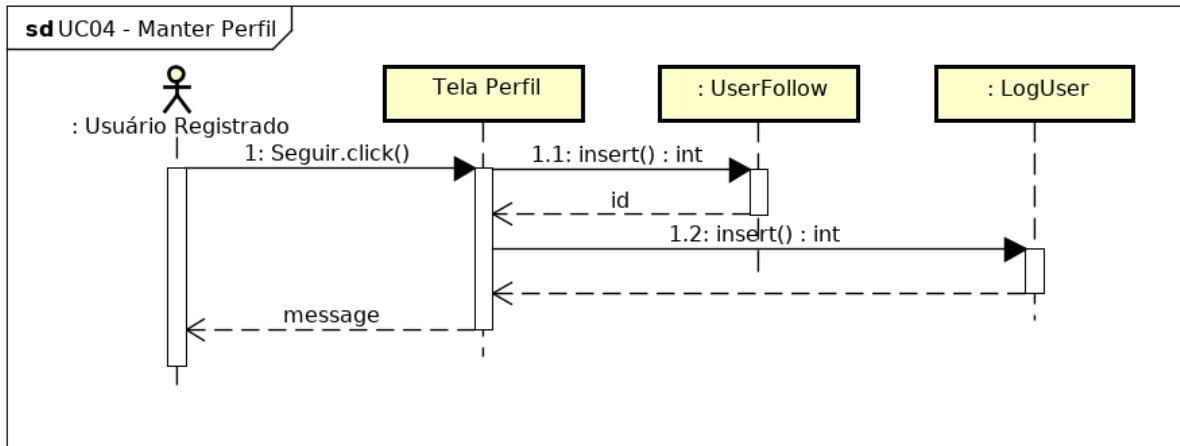 sd UC04 - Manter Perfil
Tela Perfil
: UserFollow
: LogUser
: Usuário Registrado
1: Seguir.click()
1.1: insert() : int
id
1.2: insert() : int
message